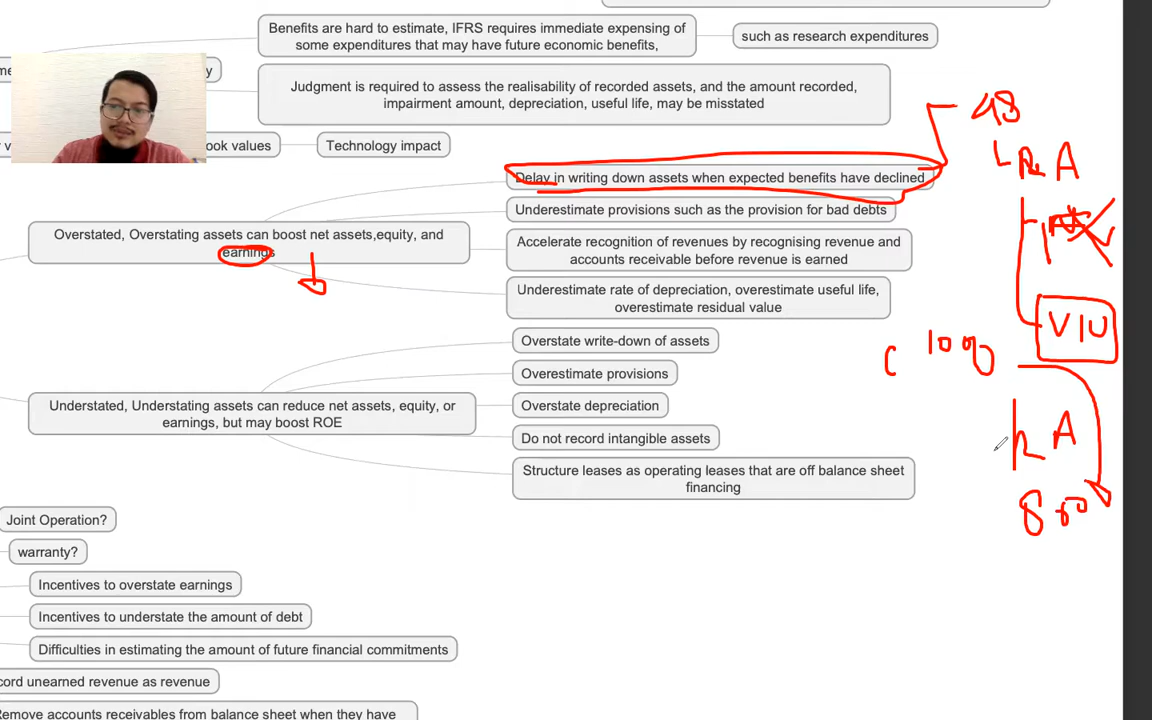 Benefits are hard to estimate, IFRS requires immediate expensing of
some expenditures that may have future economic benefits,
such as research expenditures
Judgment is required to assess the realisability of recorded assets, and the amount recorded,
impairment amount, depreciation, useful life, may be misstated
ook values
Technology impact
Delay in writing down assets when expected benefits have declined
Underestimate provisions such as the provision for bad debts
Overstated, Overstating assets can boost net assets,equity, and
earnings
Accelerate recognition of revenues by recognising revenue and
accounts receivable before revenue is earned
Underestimate rate of depreciation, overestimate useful life,
overestimate residual value
Overstate write-down of assets
Overestimate provisions
Understated, Understating assets can reduce net assets, equity, or
earnings, but may boost ROE
Overstate depreciation
Do not record intangible assets
Structure leases as operating leases that are off balance sheet
financing
Joint Operation?
warranty?
Incentives to overstate earnings
Incentives to understate the amount of debt
Difficulties in estimating the amount of future financial commitments
cord unearned revenue as revenue
Remove accounts receivables from balance sheet when they have
A
VIU
A